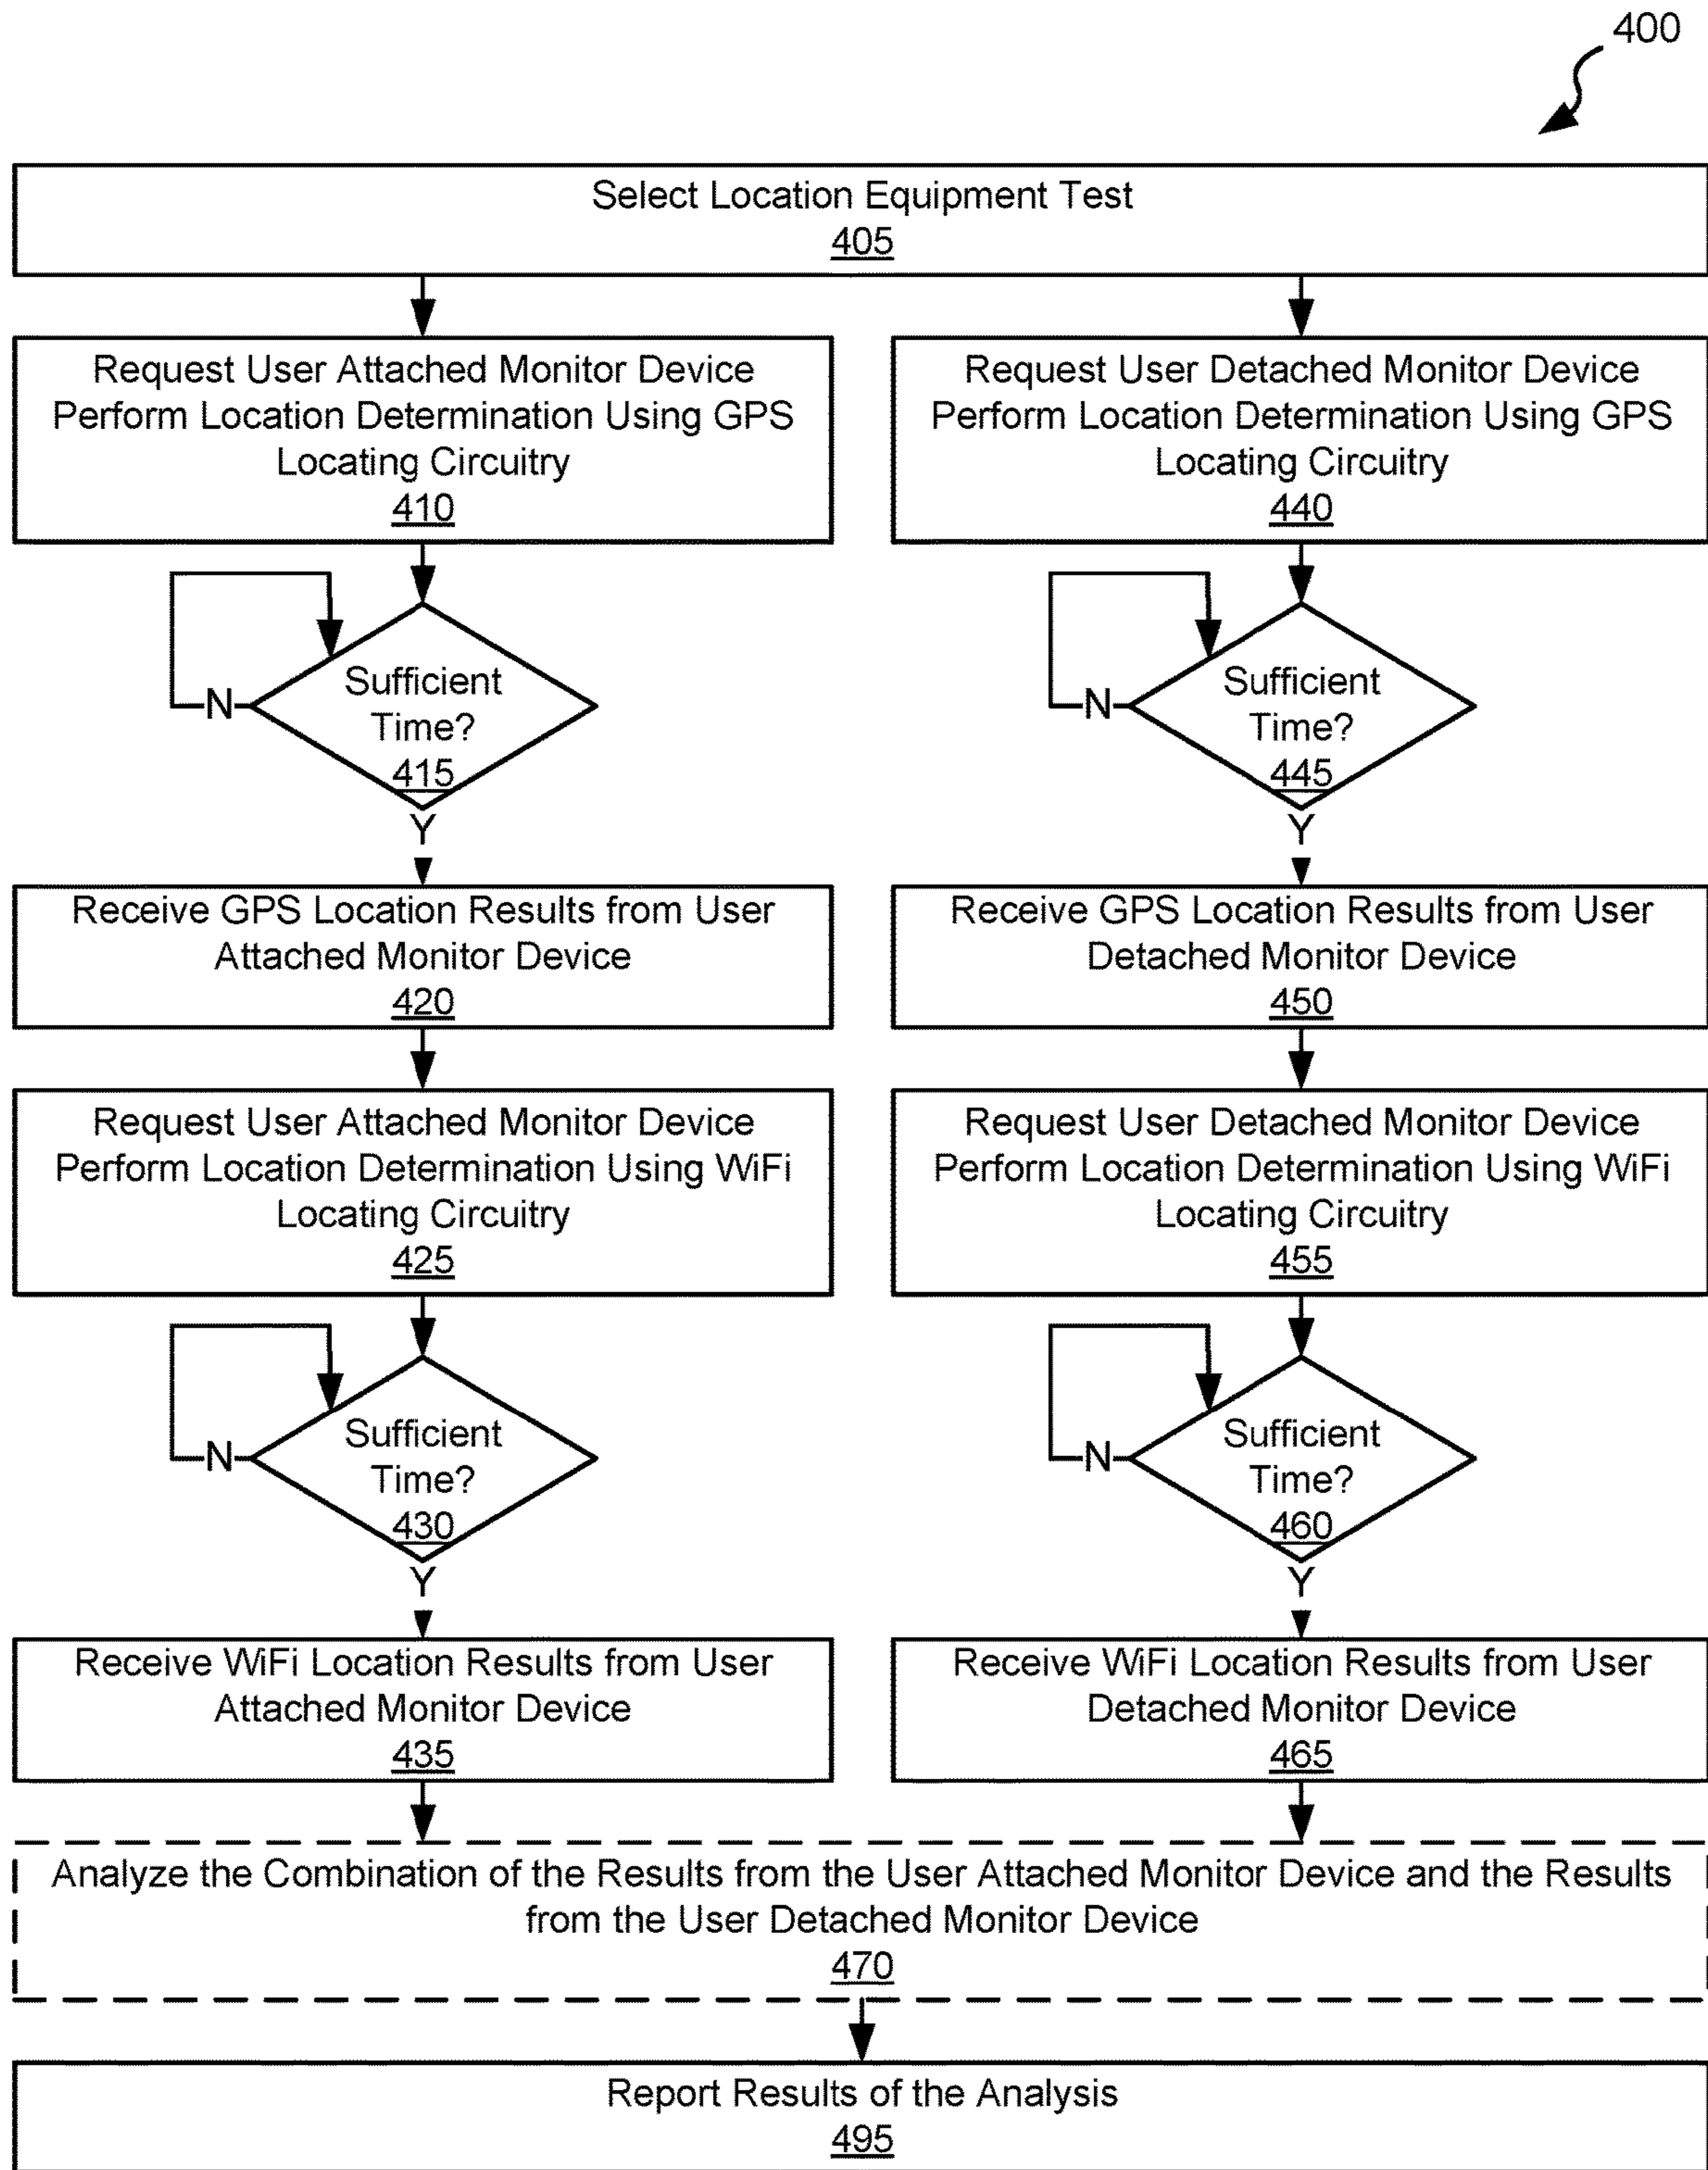 400
Select Location Equipment Test
405
Request User Attached Monitor Device
Perform Location Determination Using GPS
Locating Circuitry
410
Request User Detached Monitor Device
Perform Location Determination Using GPS
Locating Circuitry
440
Sufficient
Time?
415
N
Y
Sufficient
Time?
445
N
Y
Receive GPS Location Results from User
Attached Monitor Device
420
Receive GPS Location Results from User
Detached Monitor Device
450
Request User Attached Monitor Device
Perform Location Determination Using WiFi
Locating Circuitry
425
Request User Detached Monitor Device
Perform Location Determination Using WiFi
Locating Circuitry
455
Sufficient
Time?
430
N
Y
Sufficient
Time?
460
N
Y
Receive WiFi Location Results from User
Attached Monitor Device
435
Receive WiFi Location Results from User
Detached Monitor Device
465
Analyze the Combination of the Results from the User Attached Monitor Device and the Results
from the User Detached Monitor Device
470
Report Results of the Analysis
495